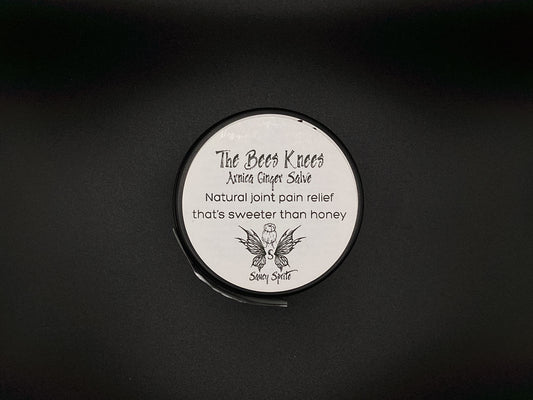 The Bees Knees
Arnica Ginger Salve
Natural joint pain relief
that's sweeter than honey
S
Saucy Sprite